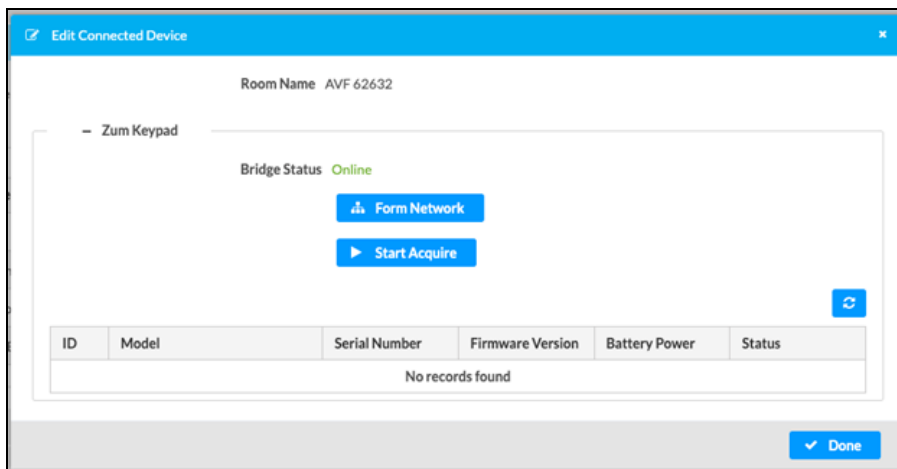 Edit Connected Device
Room Name AVF 62632
Zum Keypad
Bridge Status Online
Form Network
Start Acquire
ID Model Serial Number Firmware Version Battery Power Status
No records found
Done